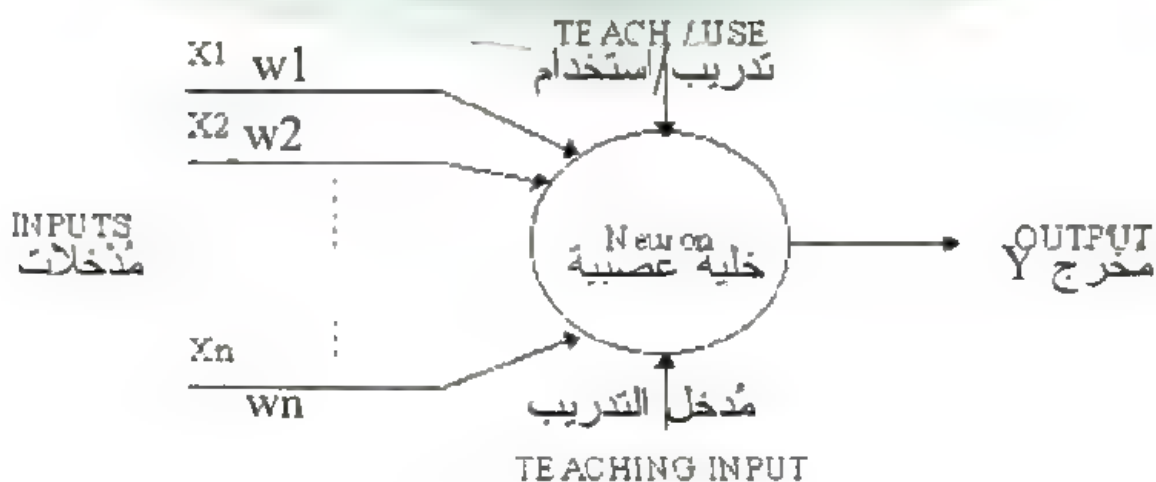 TEACH / USE
تدريب/استخدام
X1 w1
X2 w2
INPUTS
مُدخلات
Neuron
خلية عصبية
OUTPUT
مخرج Y
Xn
wn
مُدخل التدريب
TEACHING INPUT